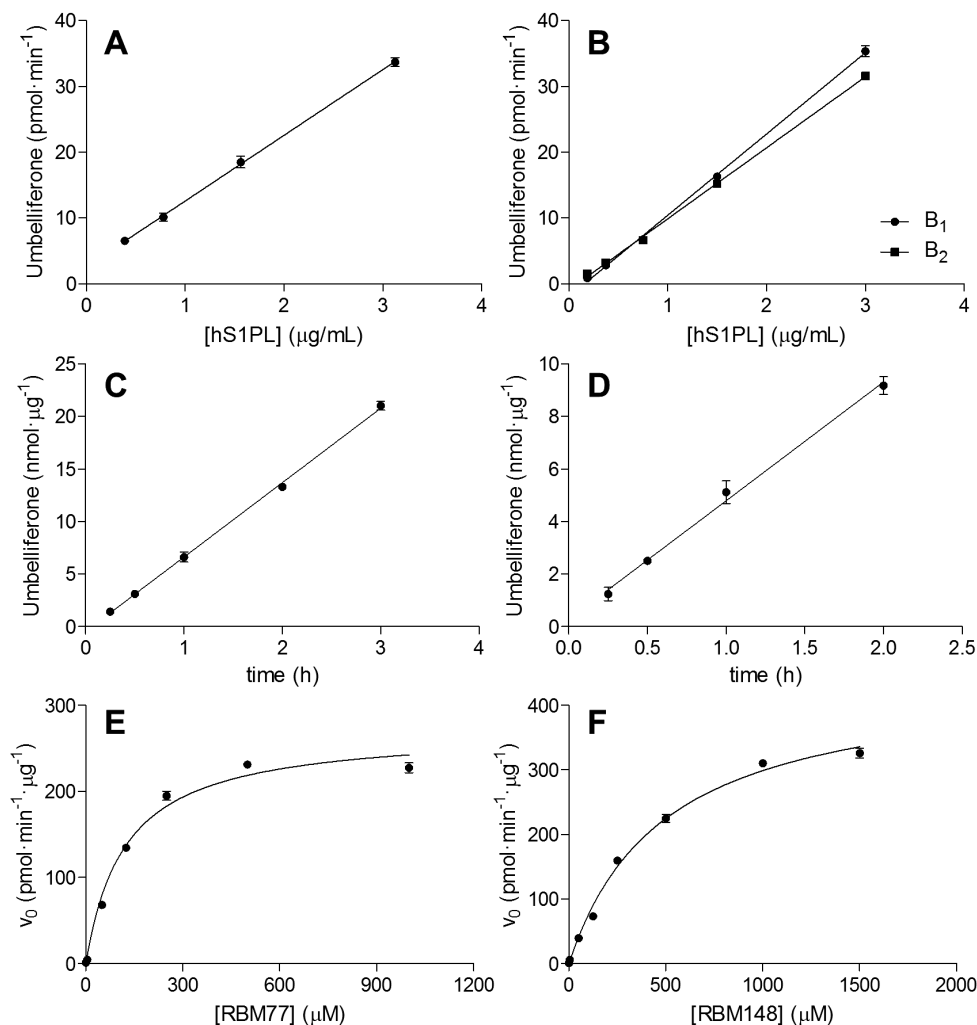 A
Umbelliferone (pmol·min⁻¹)
40
30
20
10
0
0 1 2 3 4
[hS1PL] (μg/mL)
B
Umbelliferone (pmol·min⁻¹)
40
30
20
10
0
B₁
B₂
0 1 2 3 4
[hS1PL] (μg/mL)
C
Umbelliferone (nmol·μg⁻¹)
25
20
15
10
5
0
0 1 2 3 4
time (h)
D
Umbelliferone (nmol·μg⁻¹)
10
8
6
4
2
0
0.0 0.5 1.0 1.5 2.0 2.5
time (h)
E
v₀ (pmol·min⁻¹·μg⁻¹)
300
200
100
0
0 300 600 900 1200
[RBM77] (μM)
F
v₀ (pmol·min⁻¹·μg⁻¹)
400
300
200
100
0
0 500 1000 1500 2000
[RBM148] (μM)